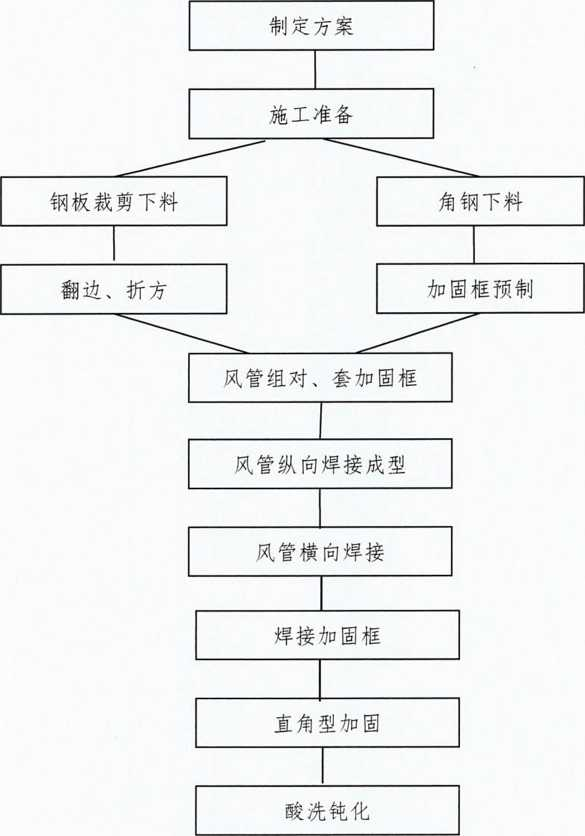 制定方案
施工准备
钢板裁剪下料
角钢下料
翻边、折方
加固框预制
风管组对、套加固框
风管纵向焊接成型
风管横向焊接
焊接加固框
直角型加固
酸洗钝化